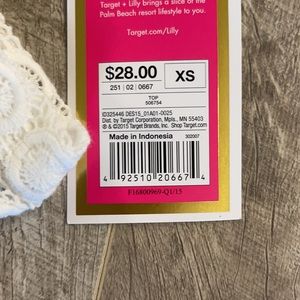 Target + Lilly brings a slice of the
Palm Beach resort lifestyle to you.
Target.com/Lilly
$28.00
XS
251 | 02 | 0667
TOP
506754
ID325446 DES15_01A01-0025
Dist. by Target Corporation, Mpls., MN 55403
® & ©2015 Target Brands, Inc. Shop Target.com
Made in Indonesia
302007
4 92510 20667 4
F16800969-Q1/15